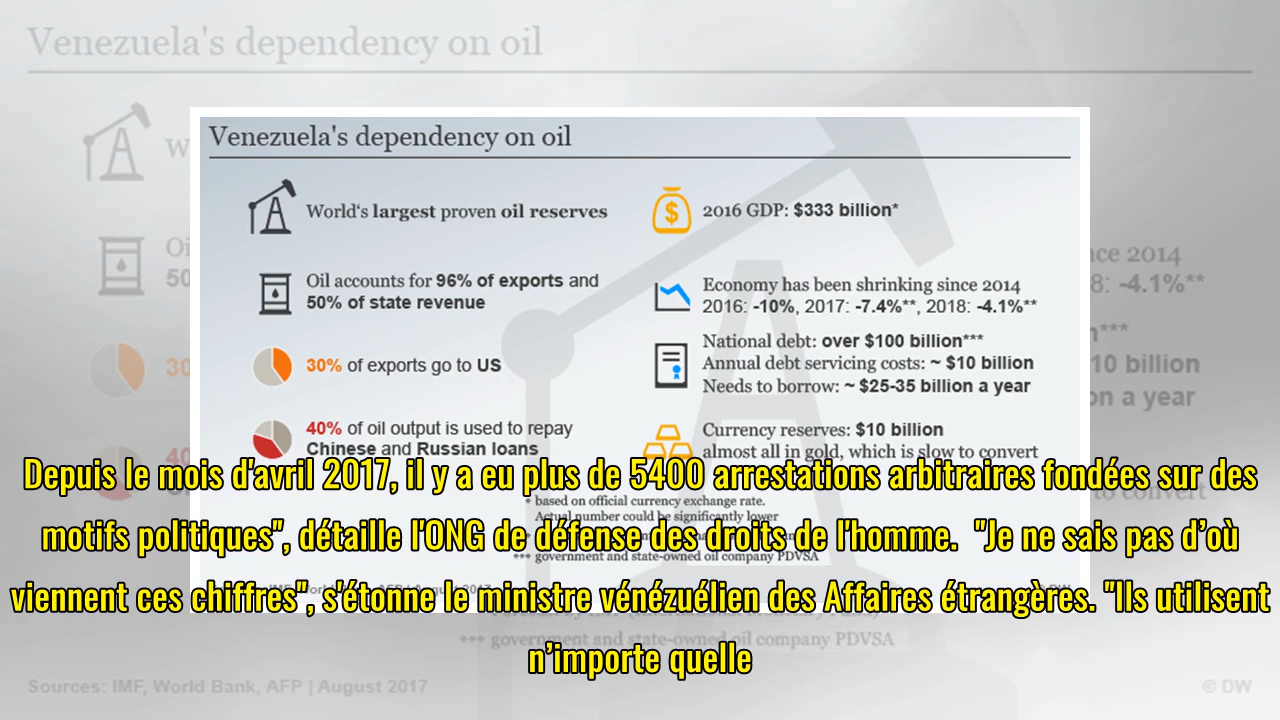 Venezuela's dependency on oil
Venezuela's dependency on oil
World's largest proven oil reserves
Oil accounts for 96% of exports and
50% of state revenue
30% of exports go to US
40% of oil output is used to repay
Chinese and Russian loans
2016 GDP: $333 billion*
Economy has been shrinking since 2014
2016: -10%, 2017: -7.4%**, 2018: -4.1%**
National debt: over $100 billion***
Annual debt servicing costs: ~ $10 billion
Needs to borrow: ~ $25-35 billion a year
Currency reserves: $10 billion
almost all in gold, which is slow to convert
* based on official currency exchange rate.
Actual number could be significantly lower
*** government and state-owned oil company PDVSA
Depuis le mois d'avril 2017, il y a eu plus de 5400 arrestations arbitraires fondées sur des
motifs politiques", détaille l'ONG de défense des droits de l'homme. "Je ne sais pas d’où
viennent ces chiffres", s'étonne le ministre vénézuélien des Affaires étrangères. "Ils utilisent
n’importe quelle
*** government and state-owned oil company PDVSA
Sources: IMF, World Bank, AFP | August 2017
© DW